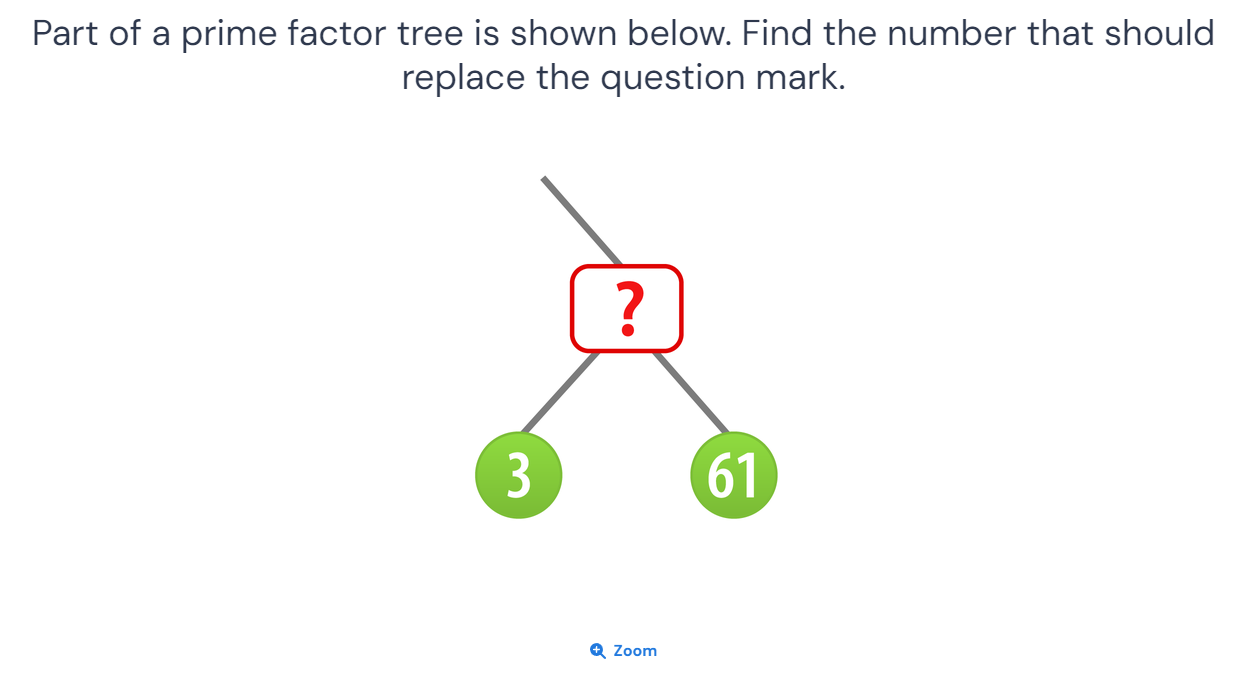 Part of a prime factor tree is shown below. Find the number that should
replace the question mark.
?
3
61
Zoom